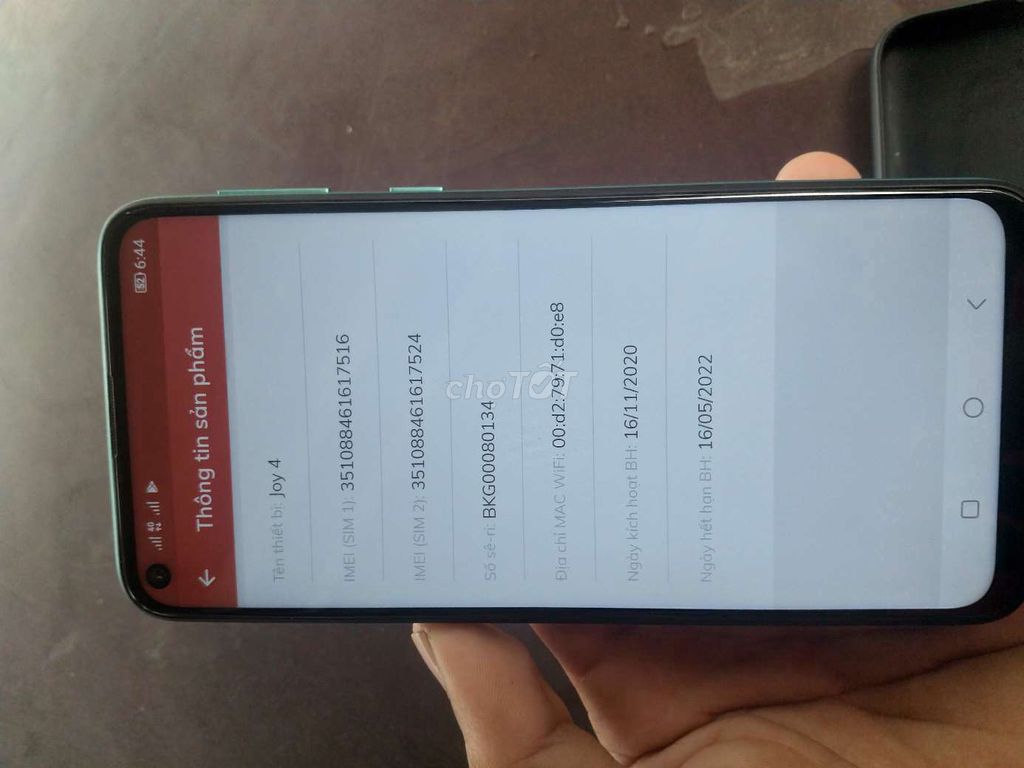 4G
52 6:44
Thông tin sản phẩm
Tên thiết bị: Joy 4
IMEI (SIM 1): 351088461617516
IMEI (SIM 2): 351088461617524
Số sê-ri: BKG00080134
Địa chỉ MAC WiFi: 00:d2:79:71:d0:e8
Ngày kích hoạt BH: 16/11/2020
Ngày hết hạn BH: 16/05/2022
choTỐT